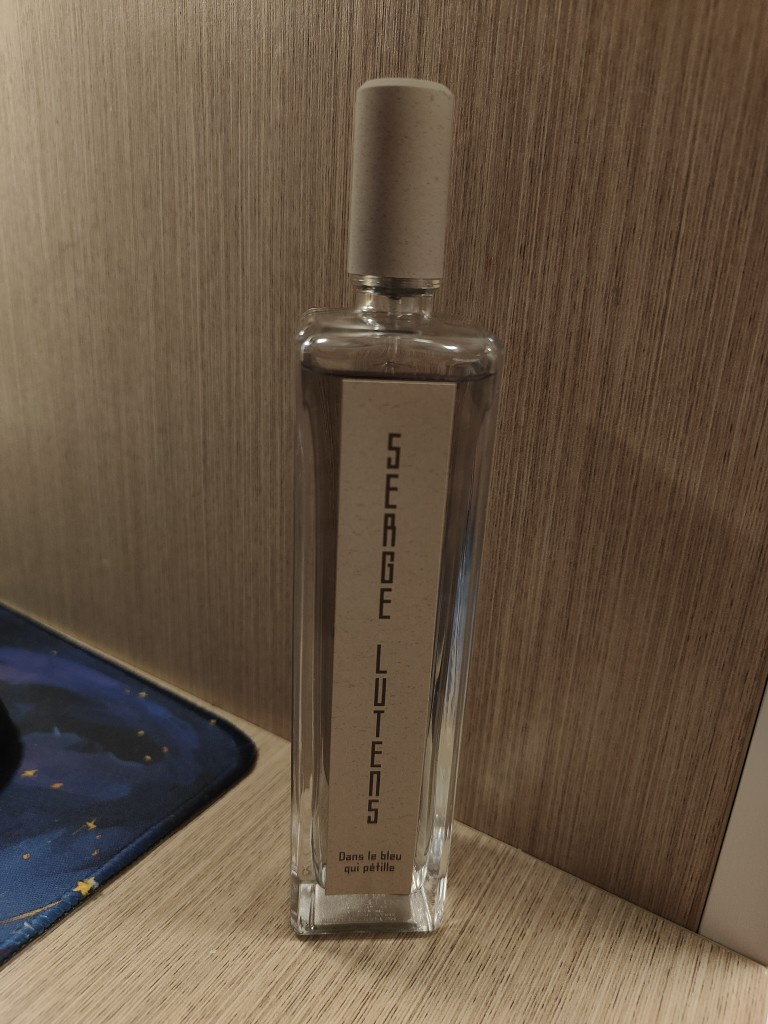 SERGE LUTENS
Dans le bleu
qui pétille